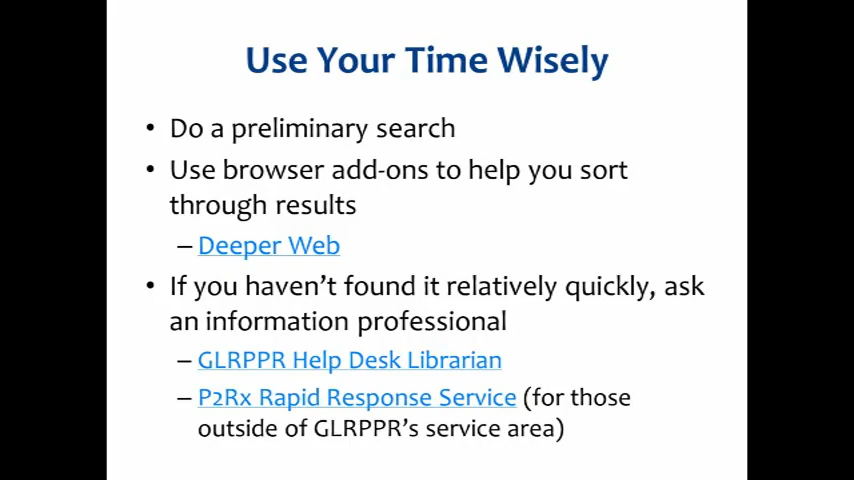 Use Your Time Wisely
• Do a preliminary search
• Use browser add-ons to help you sort
through results
– Deeper Web
• If you haven't found it relatively quickly, ask
an information professional
– GLRPPR Help Desk Librarian
– P2Rx Rapid Response Service (for those
outside of GLRPPR's service area)